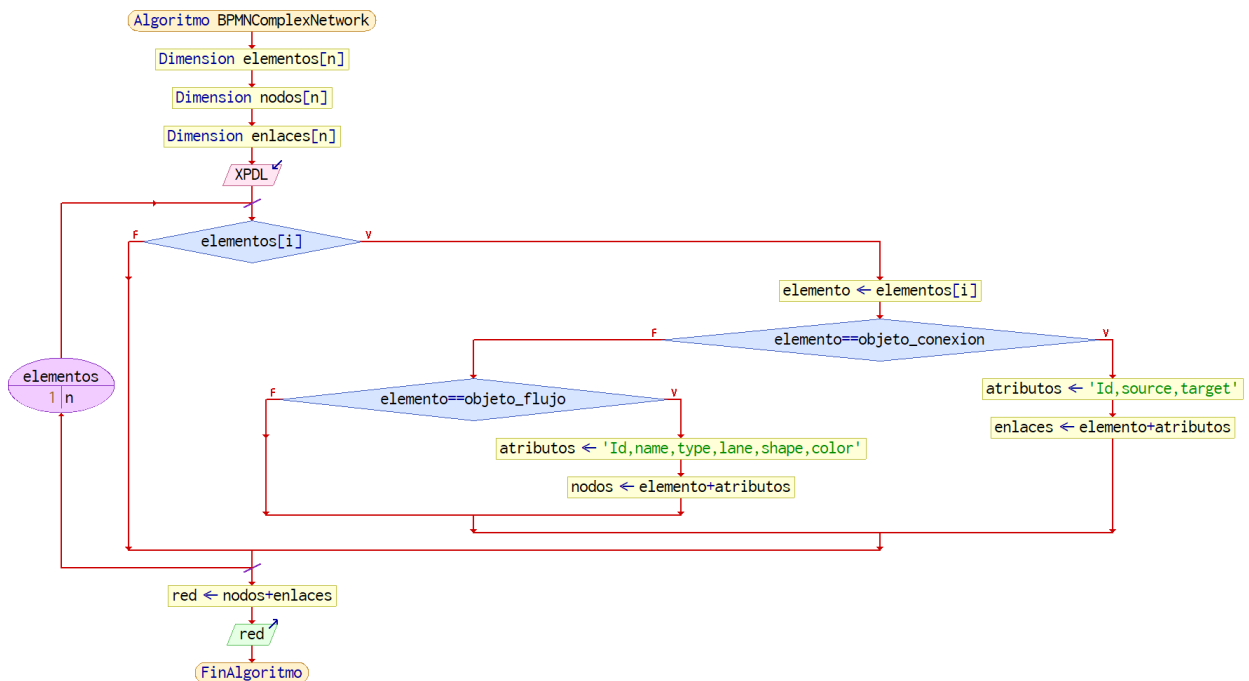 Algoritmo BPMNComplexNetwork
Dimension elementos[n]
Dimension nodos[n]
Dimension enlaces[n]
XPDL
F
elementos[i]
V
elemento ← elementos[i]
F
elemento==objeto_conexion
V
elementos
1 n
F
elemento==objeto_flujo
V
atributos ← 'Id,source,target'
enlaces ← elemento+atributos
atributos ← 'Id,name,type,lane,shape,color'
nodos ← elemento+atributos
red ← nodos+enlaces
red
FinAlgoritmo